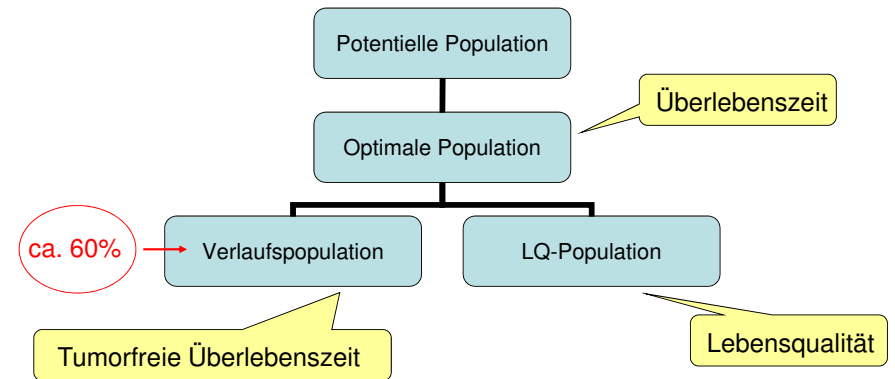 Potentielle Population
Überlebenszeit
Optimale Population
ca. 60%
Verlaufspopulation
LQ-Population
Tumorfreie Überlebenszeit
Lebensqualität